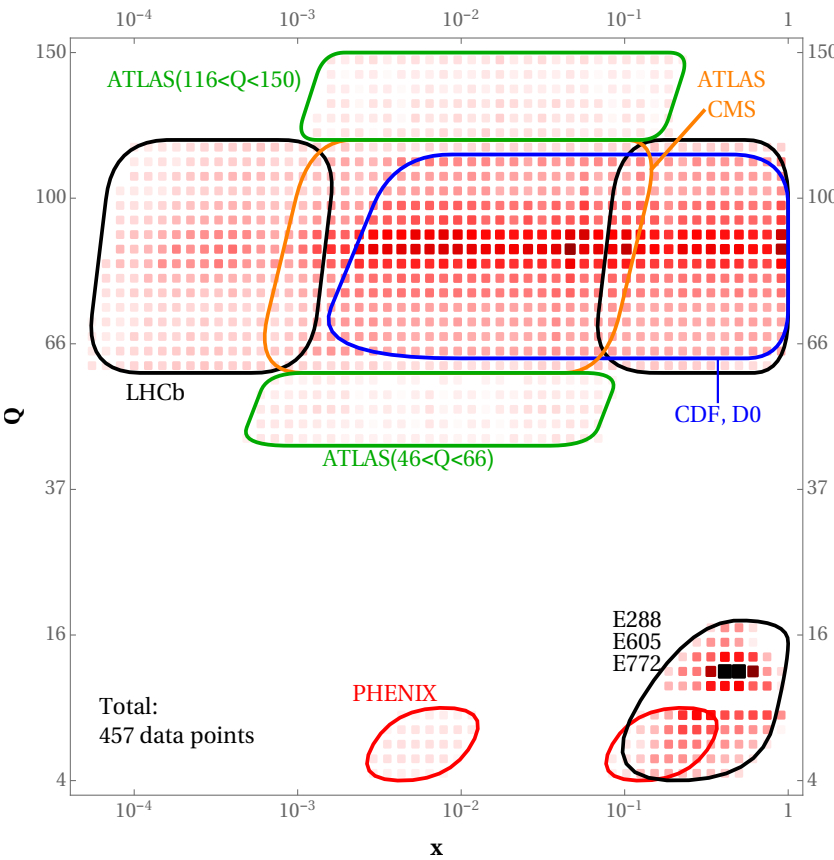 10⁻⁴ 10⁻³ 10⁻² 10⁻¹ 1
150 150
ATLAS(116<Q<150)
ATLAS
CMS
100 100
66 66
LHCb
CDF, D0
Q
ATLAS(46<Q<66)
37 37
E288
16 16
E605
E772
PHENIX
Total:
457 data points
4 4
10⁻⁴ 10⁻³ 10⁻² 10⁻¹ 1
x